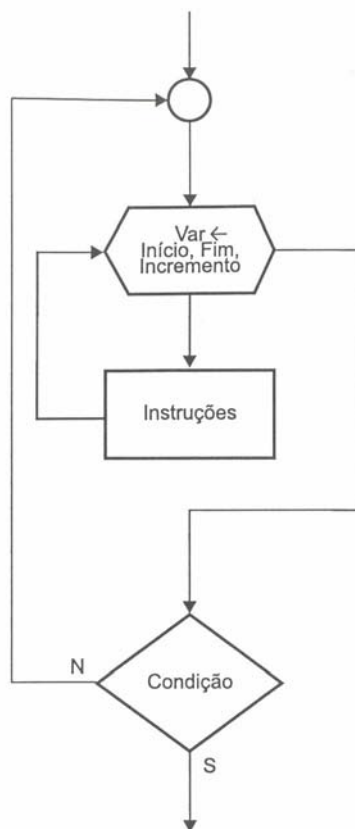 Var ←
Início, Fim,
Incremento
Instruções
N
Condição
S